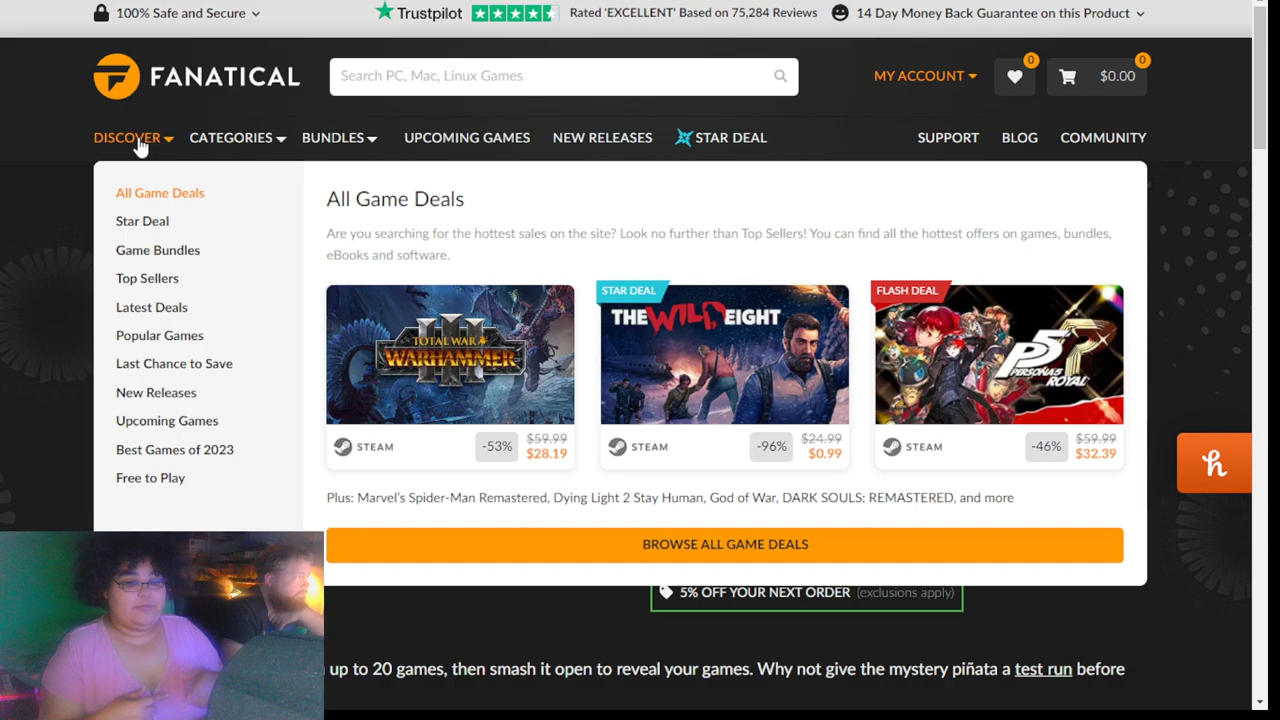 100% Safe and Secure
Trustpilot
Rated 'EXCELLENT' Based on 75,284 Reviews
14 Day Money Back Guarantee on this Product
FANATICAL
Search PC, Mac, Linux Games
MY ACCOUNT
0
0
$0.00
DISCOVER
CATEGORIES
BUNDLES
UPCOMING GAMES
NEW RELEASES
STAR DEAL
SUPPORT
BLOG
COMMUNITY
All Game Deals
Star Deal
Game Bundles
Top Sellers
Latest Deals
Popular Games
Last Chance to Save
New Releases
Upcoming Games
Best Games of 2023
Free to Play
All Game Deals
Are you searching for the hottest sales on the site? Look no further than Top Sellers! You can find all the hottest offers on games, bundles,
eBooks and software.
TOTAL WAR
WARHAMMER
III
STEAM
-53%
$59.99
$28.19
STAR DEAL
THE WILD EIGHT
STEAM
-96%
$24.99
$0.99
FLASH DEAL
P5R
PERSONA5
ROYAL
STEAM
-46%
$59.99
$32.39
Plus: Marvel's Spider-Man Remastered, Dying Light 2 Stay Human, God of War, DARK SOULS: REMASTERED, and more
BROWSE ALL GAME DEALS
5% OFF YOUR NEXT ORDER (exclusions apply)
up to 20 games, then smash it open to reveal your games. Why not give the mystery piñata a test run before